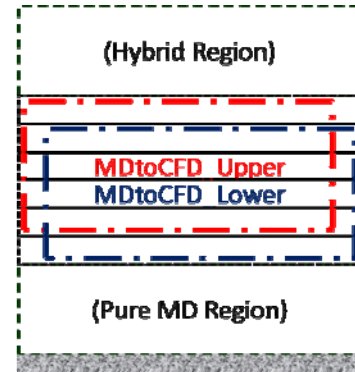 (Hybrid Region)
MDtoCFD Upper
MDtoCFD Lower
(Pure MD Region)